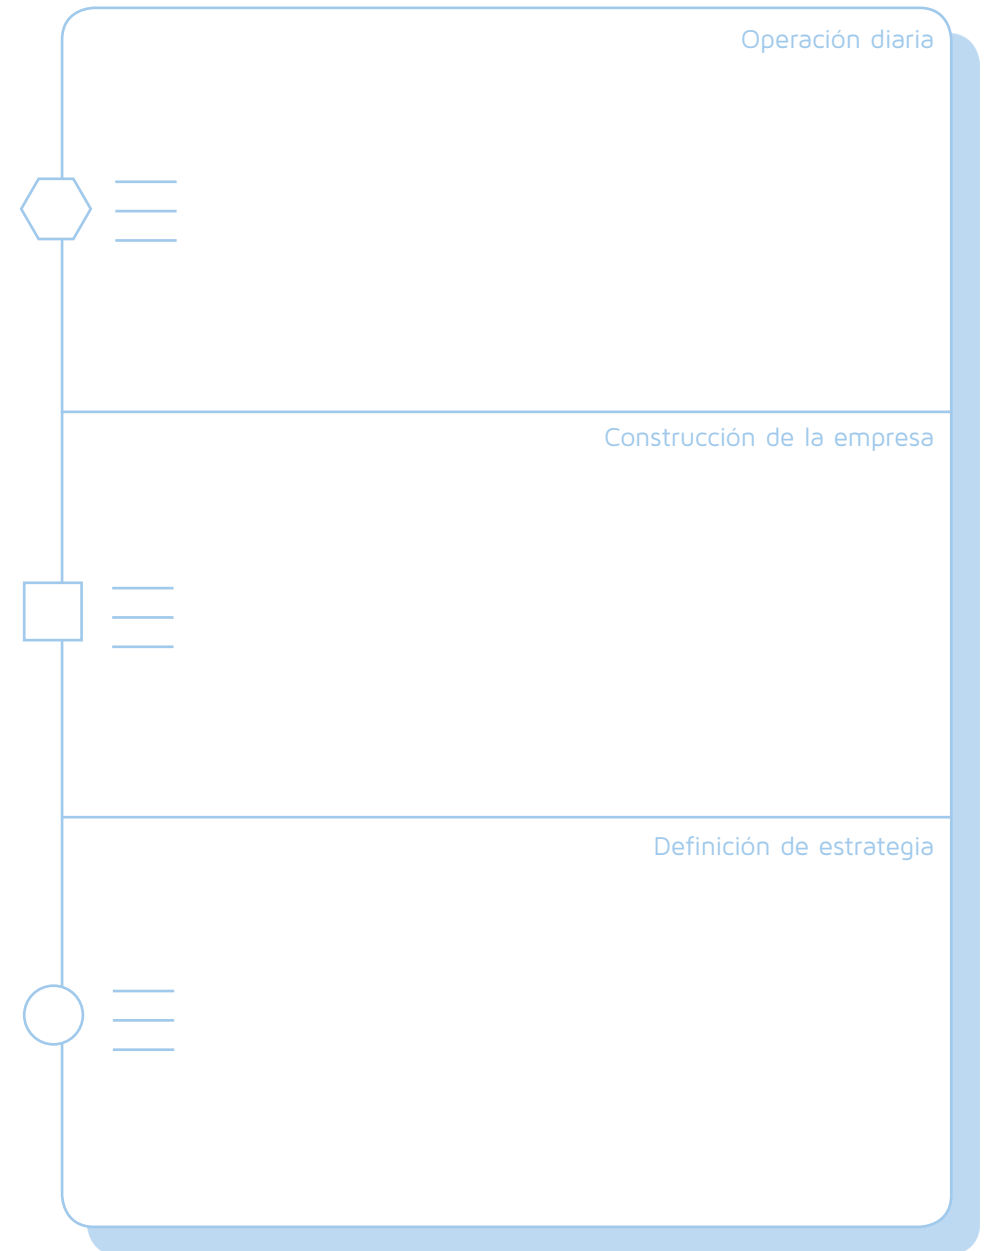 Operación diaria
Construcción de la empresa
Definición de estrategia